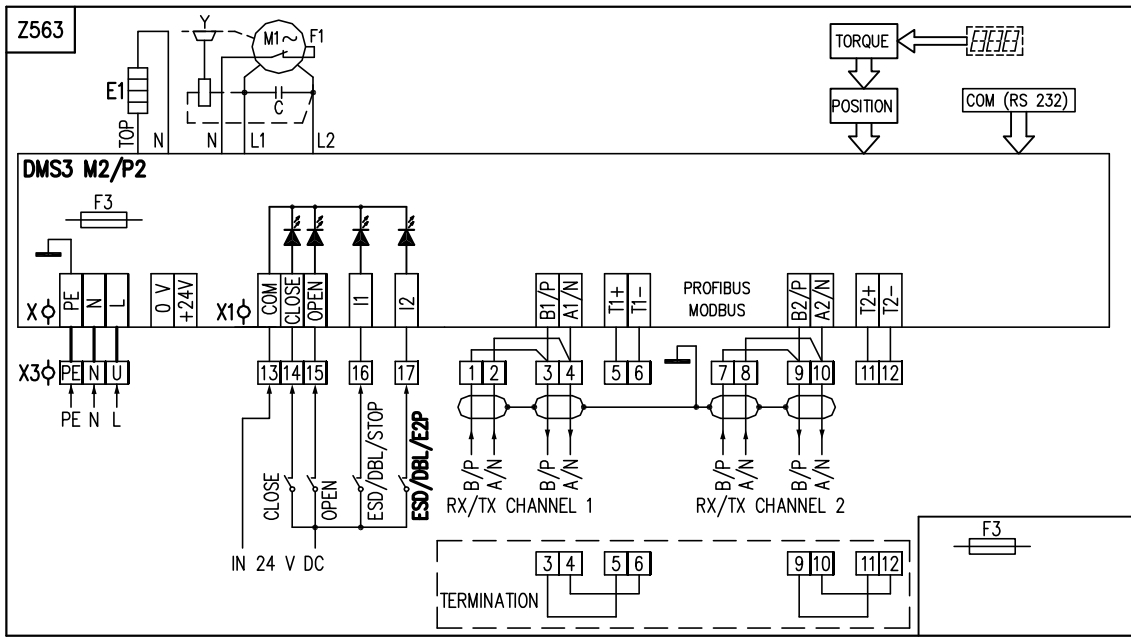 Z563
Y
M1~
F1
E1
C
TOP
N
N
L1
L2
TORQUE
POSITION
COM (RS 232)
DMS3 M2/P2
F3
X
PE
N
L
0 V
+24V
X1
COM
CLOSE
OPEN
I1
I2
B1/P
A1/N
T1+
T1-
PROFIBUS
MODBUS
B2/P
A2/N
T2+
T2-
X3
PE
N
U
13
14
15
16
17
1
2
3
4
5
6
7
8
9
10
11
12
PE N L
CLOSE
OPEN
ESD/DBL/STOP
ESD/DBL/E2P
B/P
A/N
B/P
A/N
B/P
A/N
B/P
A/N
RX/TX CHANNEL 1
RX/TX CHANNEL 2
IN 24 V DC
TERMINATION
3
4
5
6
9
10
11
12
F3